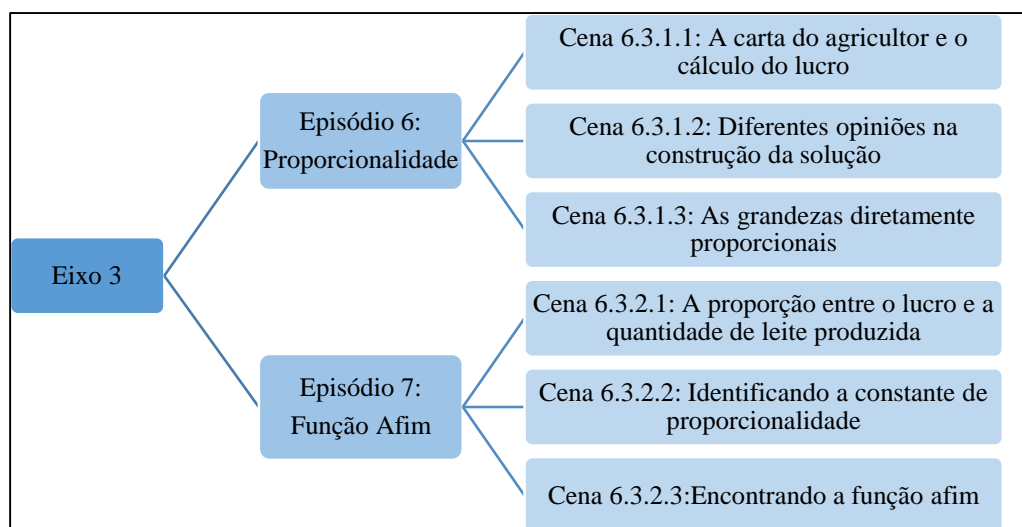 Eixo 3
Episódio 6:
Proporcionalidade
Cena 6.3.1.1: A carta do agricultor e o
cálculo do lucro
Cena 6.3.1.2: Diferentes opiniões na
construção da solução
Cena 6.3.1.3: As grandezas diretamente
proporcionais
Episódio 7:
Função Afim
Cena 6.3.2.1: A proporção entre o lucro e a
quantidade de leite produzida
Cena 6.3.2.2: Identificando a constante de
proporcionalidade
Cena 6.3.2.3:Encontrando a função afim